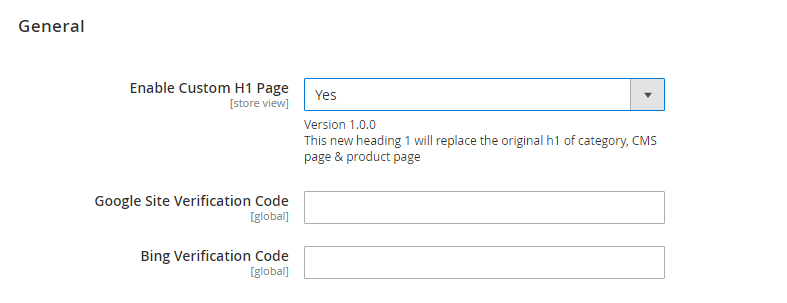 General
Enable Custom H1 Page
[store view]
Yes
Version 1.0.0
This new heading 1 will replace the original h1 of category, CMS
page & product page
Google Site Verification Code
[global]
Bing Verification Code
[global]